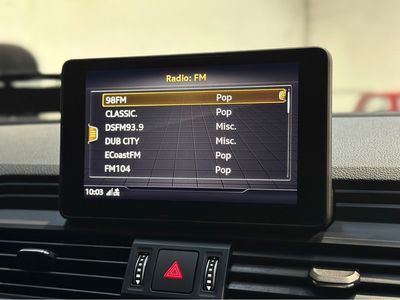 Radio: FM
98FM Pop
CLASSIC. Pop
DSFM93.9 Misc.
DUB CITY Misc.
ECoastFM Pop
FM104 Pop
10:03